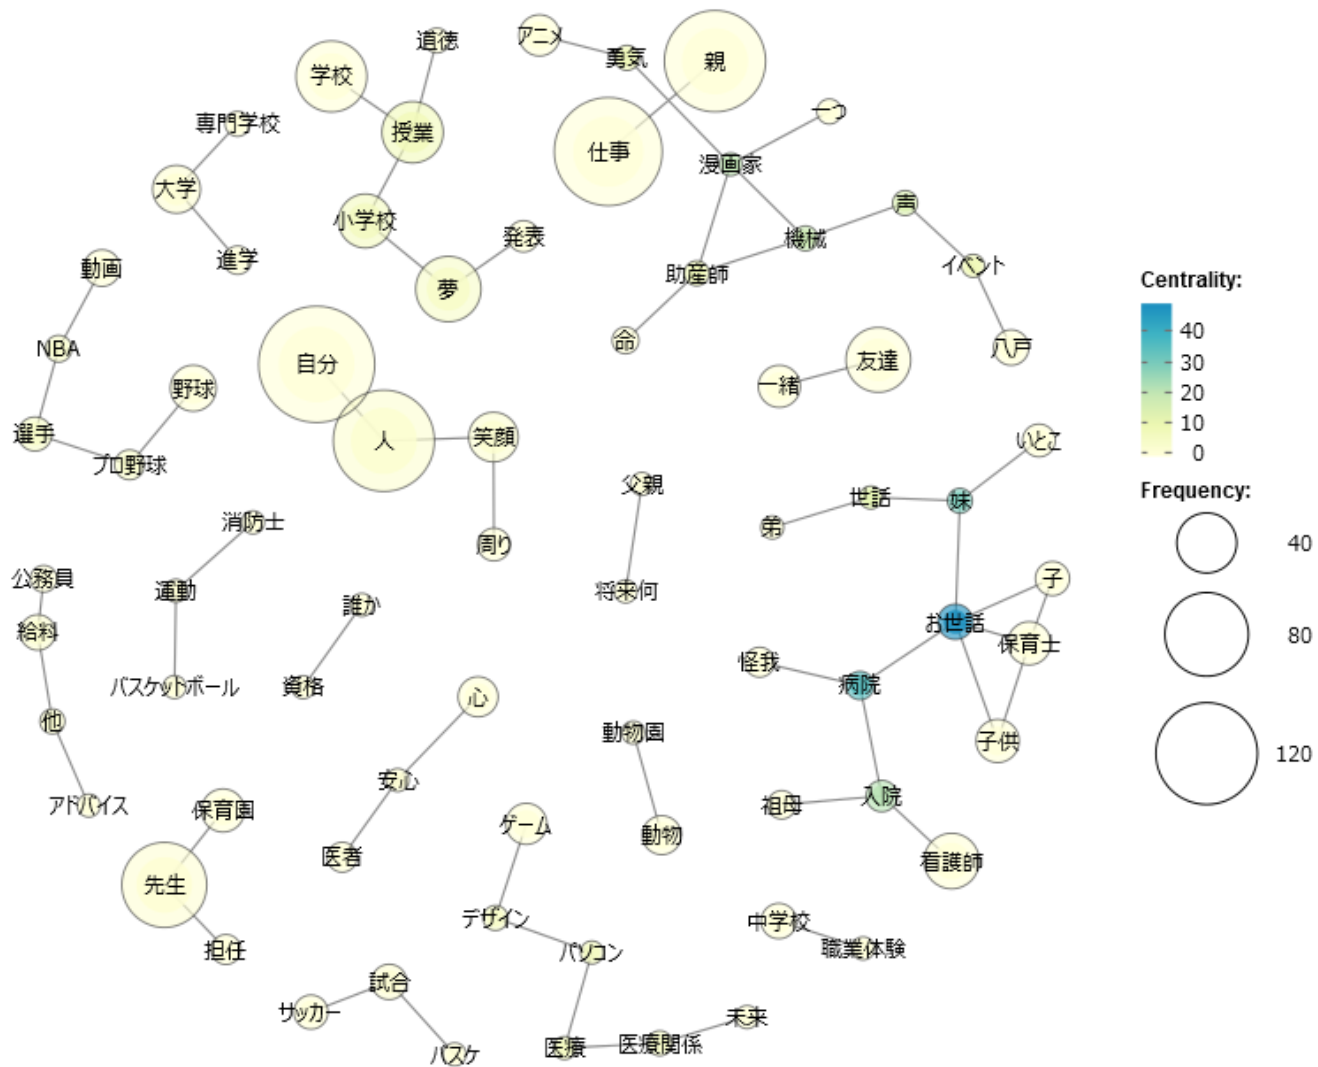 アニメ
道徳
勇気
親
学校
一つ
専門学校
授業
仕事
漫画家
大学
声
小学校
発表
機械
進学
動画
助産師
イベント
夢
Centrality:
40
30
20
10
0
命
NBA
八戸
自分
友達
一緒
野球
選手
人
笑顔
いとこ
プロ野球
父親
世話
妹
Frequency:
40
80
120
消防士
弟
周り
公務員
運動
将来何
子
給料
誰か
お世話
保育士
バスケットボール
資格
怪我
病院
心
他
動物園
子供
安心
アドバイス
保育園
祖母
入院
ゲーム
動物
医者
看護師
先生
デザイン
中学校
担任
パソコン
職業体験
試合
サッカー
未来
バスケ
医療
医療関係